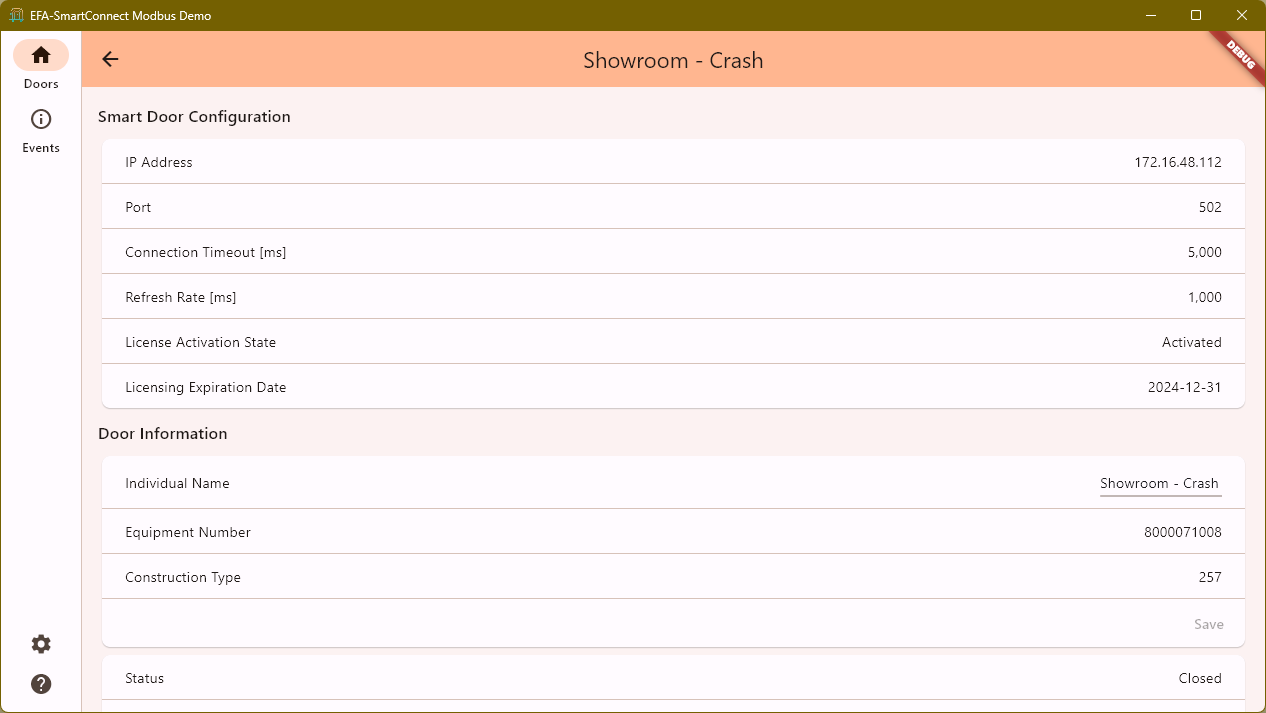 EFA-SmartConnect Modbus Demo
Doors
Events
Showroom - Crash
DEBUG
Smart Door Configuration
IP Address 172.16.48.112
Port 502
Connection Timeout [ms] 5,000
Refresh Rate [ms] 1,000
License Activation State Activated
Licensing Expiration Date 2024-12-31
Door Information
Individual Name Showroom - Crash
Equipment Number 8000071008
Construction Type 257
Save
Status Closed